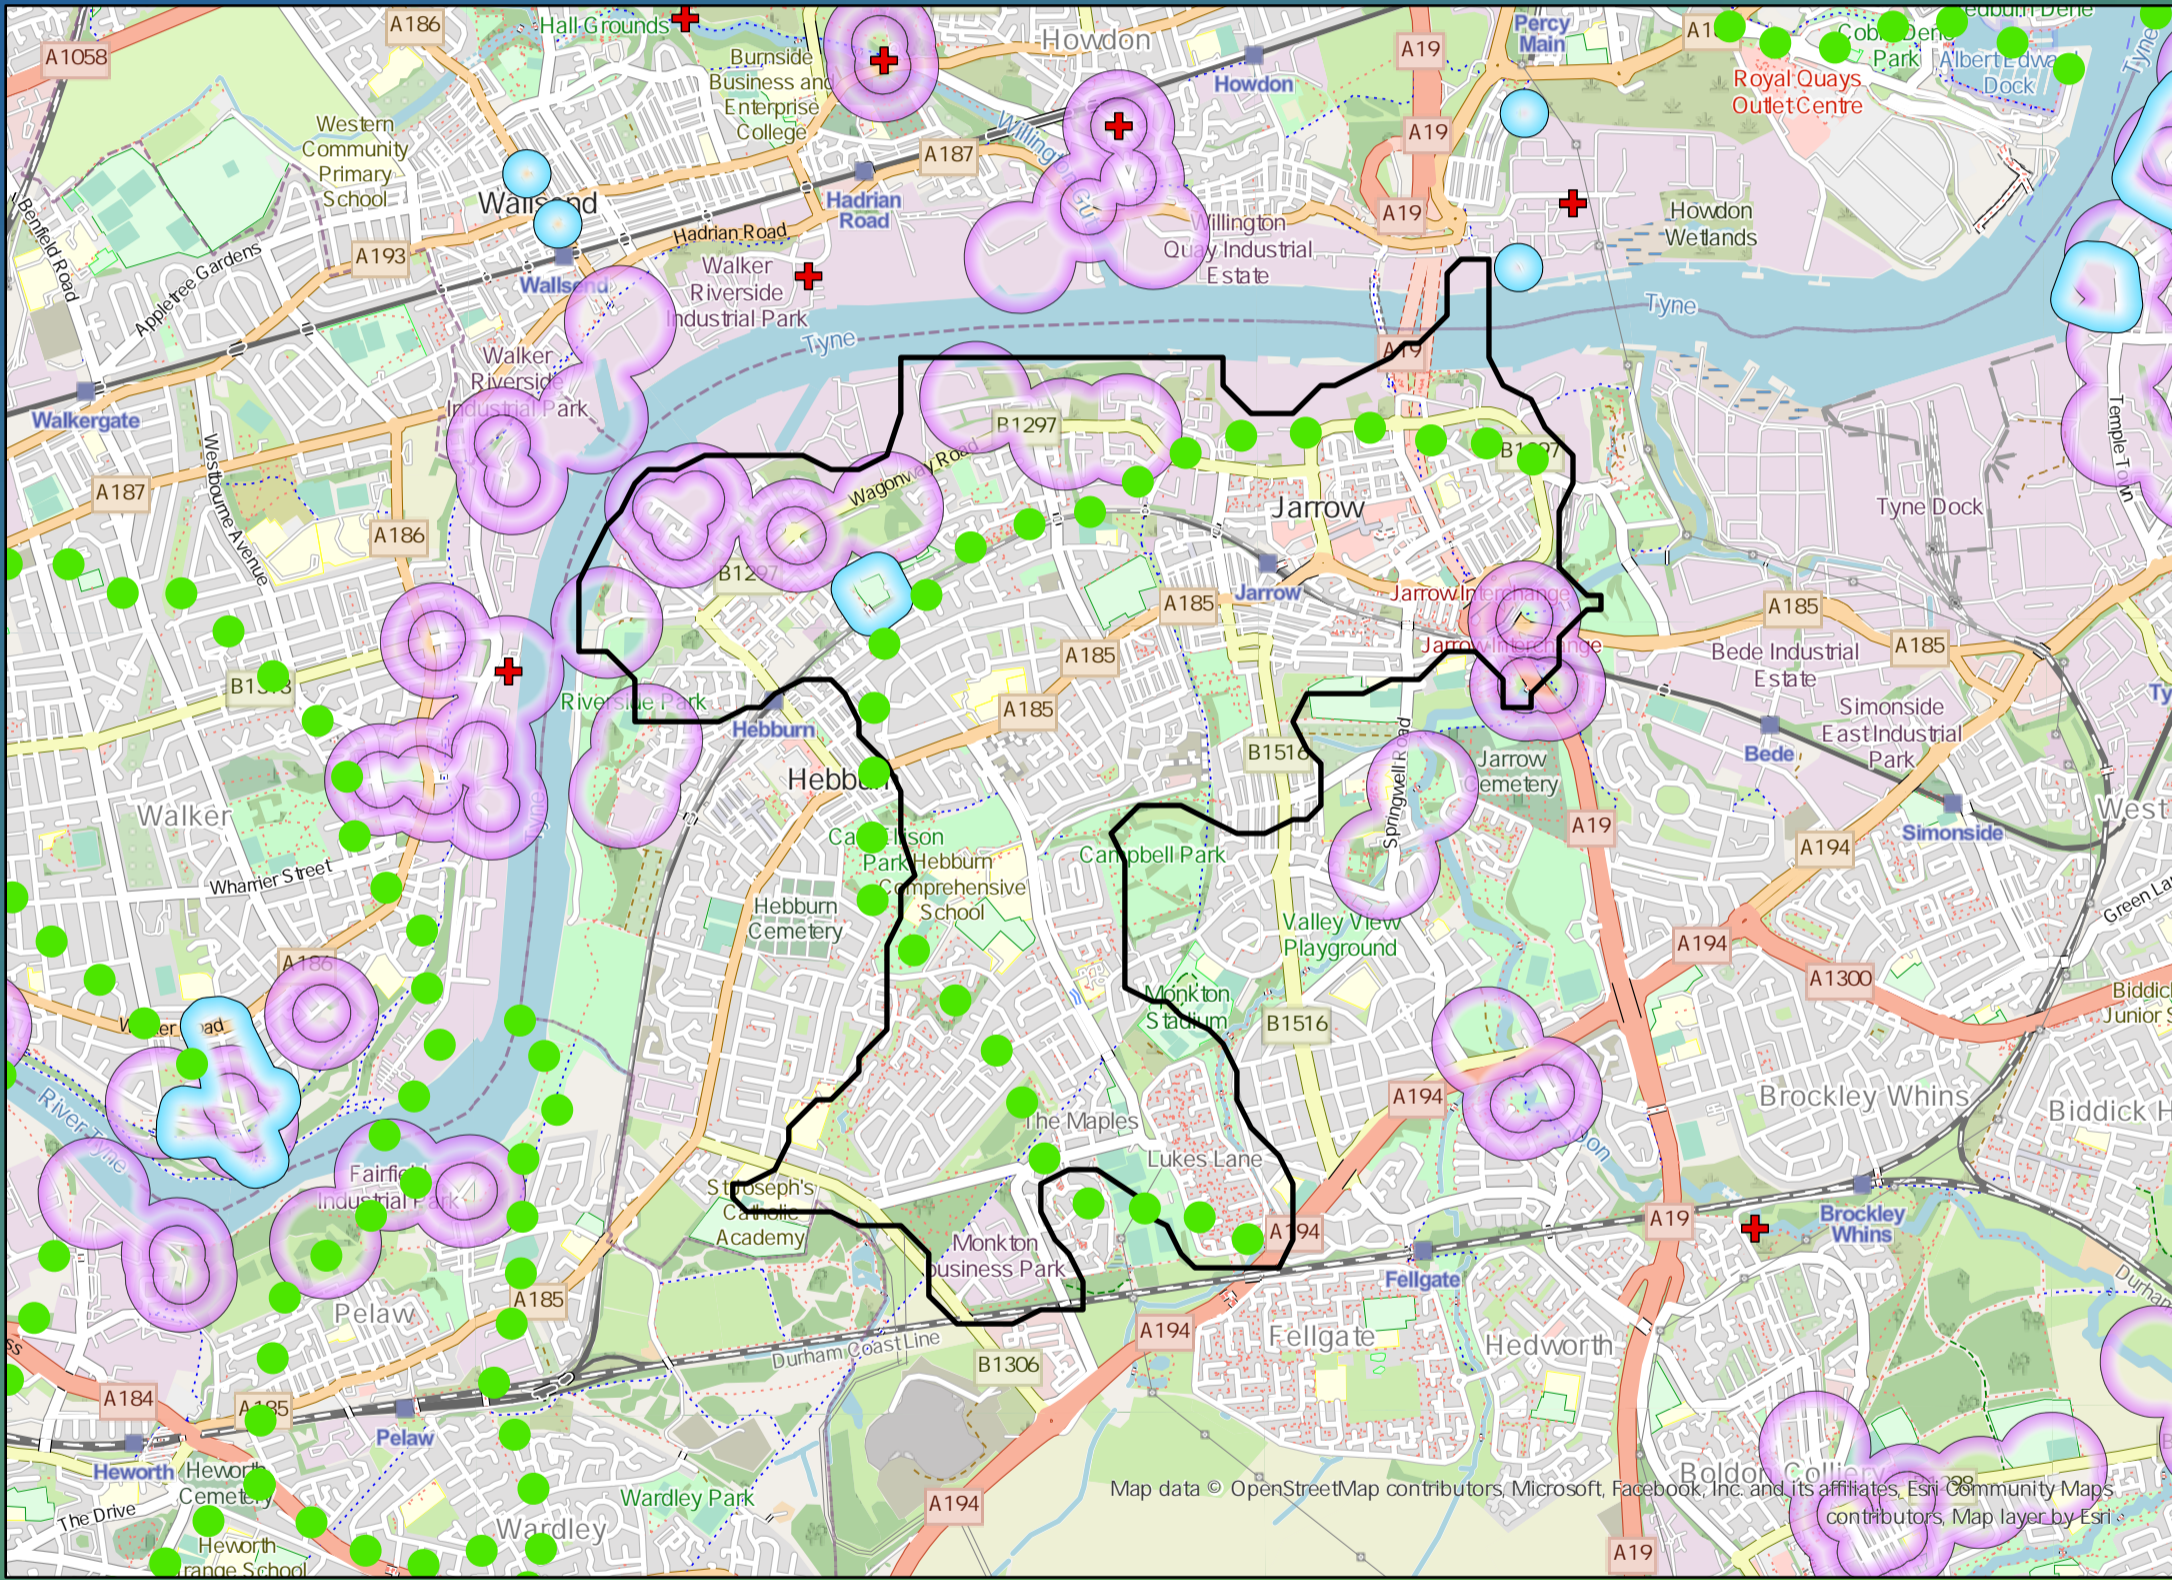 A1058
A186
Hall Grounds
Burnside
Business and
Enterprise
College
Howdon
Howdon
A19
Percy
Main
Royal Quays
Outlet Centre
Park
Dock
Tyne
Western
Community
Primary
School
Benfield Road
Appletree Gardens
A193
Wallsend
Wallsend
Hadrian Road
Hadrian
Road
A187
Walker
Riverside
Industrial Park
Tyne
Willington
Quay Industrial
Estate
A19
A19
A19
Howdon
Wetlands
Tyne
Walkergate
Walker
Riverside
Industrial Park
A187
Westbourne Avenue
A186
B1297
Wagonway Road
B1297
Jarrow
Jarrow
Jarrow Interchange
Jarrow Interchange
Tyne Dock
Temple Town
A185
A185
A185
A185
A185
Bede Industrial
Estate
Simonside
East Industrial
Park
Bede
Simonside
West
Riverside Park
Hebburn
Tyne
Walker
Wharrier Street
Hebburn
Comprehensive
School
Hebburn
Cemetery
Campbell Park
B1516
Springwell Road
Jarrow
Cemetery
A19
A194
Green La
Valley View
Playground
Monkton
Stadium
B1516
A194
A1300
Junior S
A186
River Tyne
Fairfield
Industrial Park
The Maples
Lukes Lane
A194
Brockley Whins
Biddick H
St Joseph's
Catholic
Academy
Monkton
business Park
A194
Fellgate
A19
Brockley
Whins
Pelaw
A185
Durham Coast Line
B1306
A194
Fellgate
Hedworth
A184
A185
Pelaw
Heworth
Heworth
Cemetery
The Drive
Wardley Park
Wardley
Heworth
A194
A19
Boldon Colliery
Map data © OpenStreetMap contributors, Microsoft, Facebook, Inc. and its affiliates, Esri Community Maps
contributors, Map layer by Esri